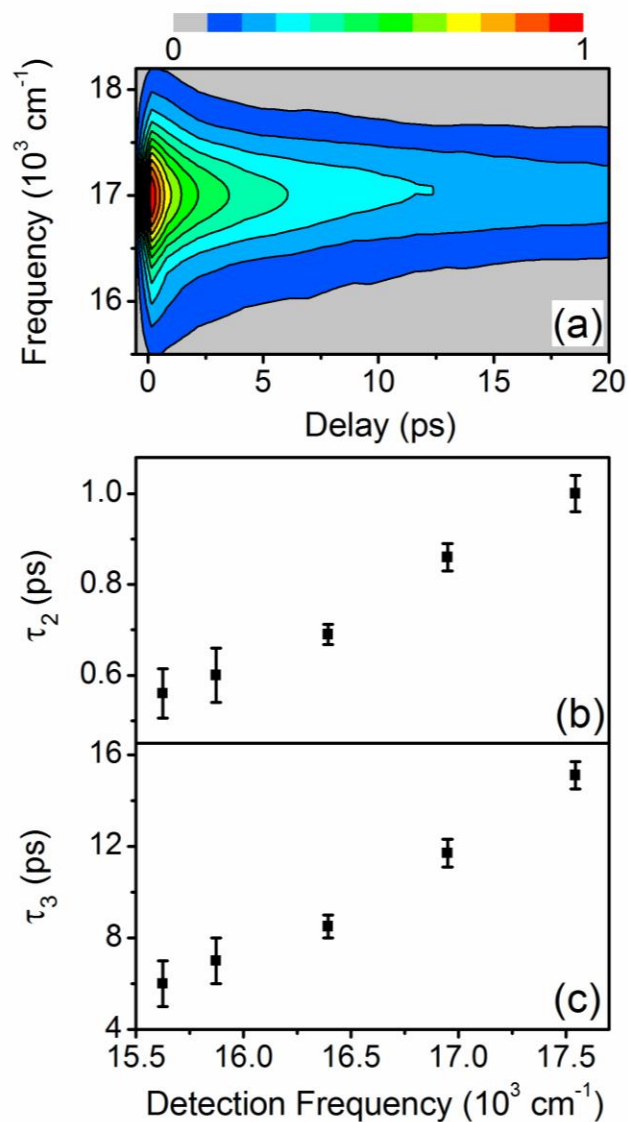 0 1
18
17
16
Frequency (10³ cm⁻¹)
(a)
0 5 10 15 20
Delay (ps)
1.0
0.8
0.6
τ₂ (ps)
(b)
16
12
8
4
τ₃ (ps)
(c)
15.5 16.0 16.5 17.0 17.5
Detection Frequency (10³ cm⁻¹)